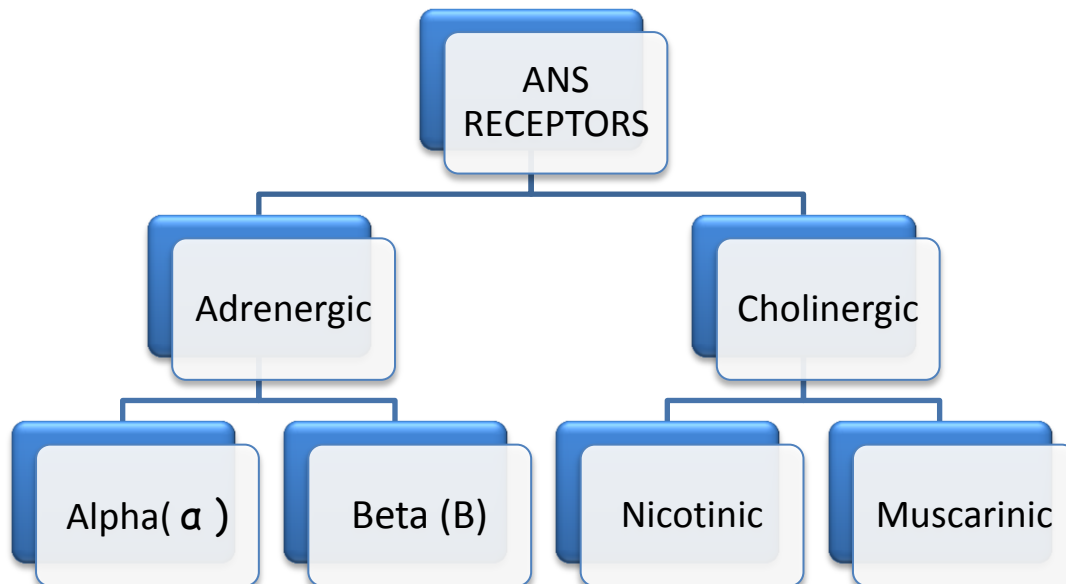 ANS
RECEPTORS
Adrenergic
Cholinergic
Alpha( α )
Beta (B)
Nicotinic
Muscarinic